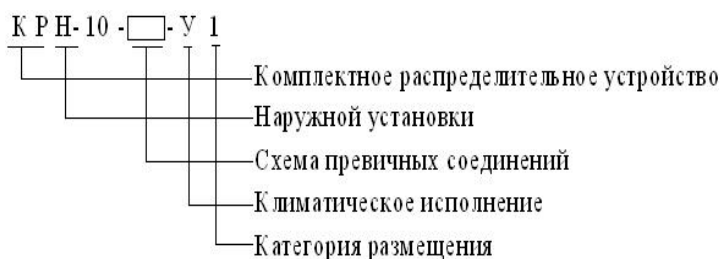 К Р Н- 10 - - У 1
Комплектное распределительное устройство
Наружной установки
Схема превичных соединений
Климатическое исполнение
Категория размещения